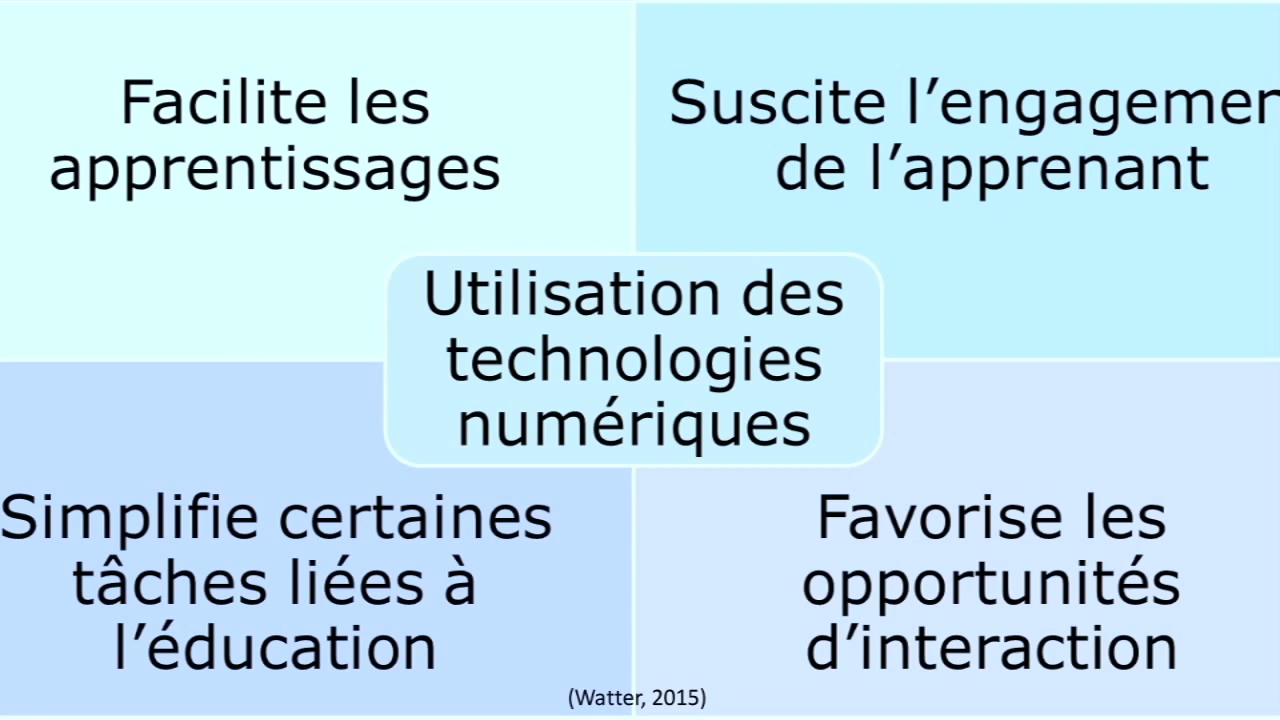 Facilite les
apprentissages
Suscite l’engagemen
de l’apprenant
Utilisation des
technologies
numériques
Simplifie certaines
tâches liées à
l’éducation
Favorise les
opportunités
d’interaction
(Watter, 2015)